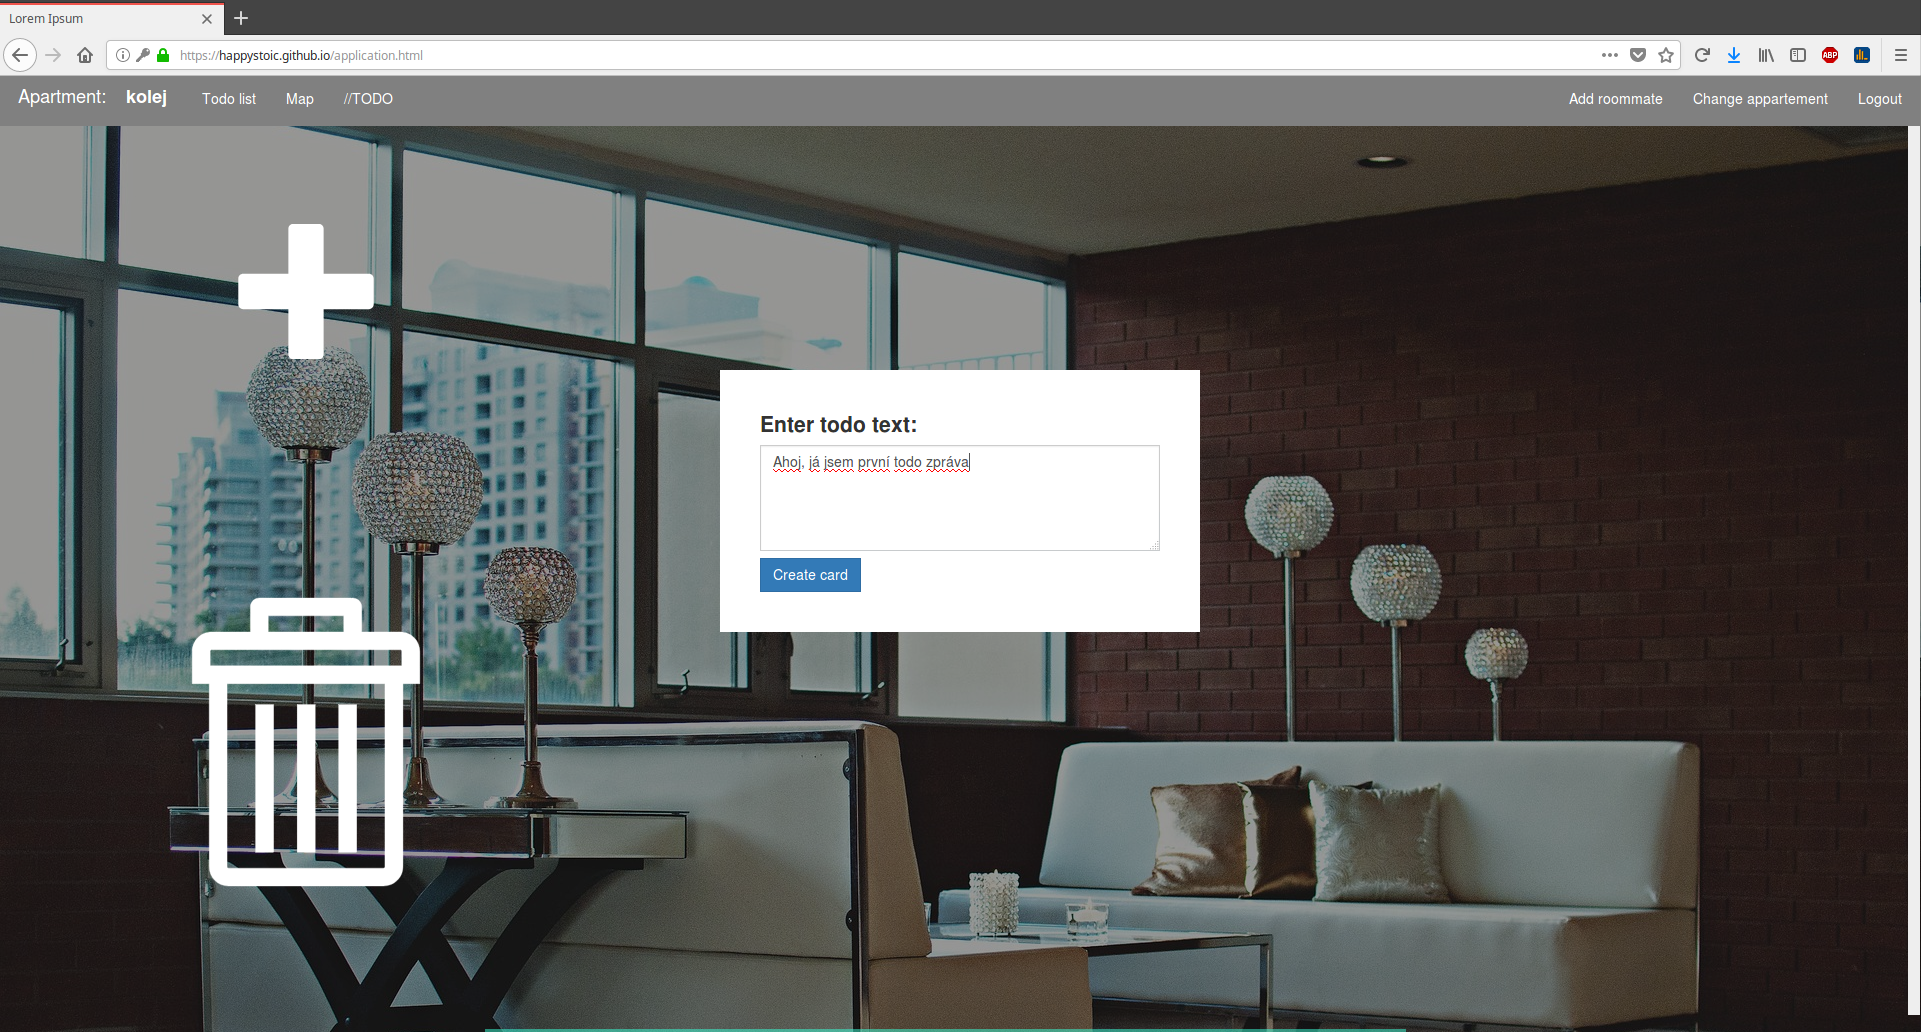 Lorem Ipsum
https://happystoic.github.io/application.html
ABP
Apartment: kolej Todo list Map //TODO Add roommate Change appartement Logout
Enter todo text:
Ahoj, já jsem první todo zpráva
Create card